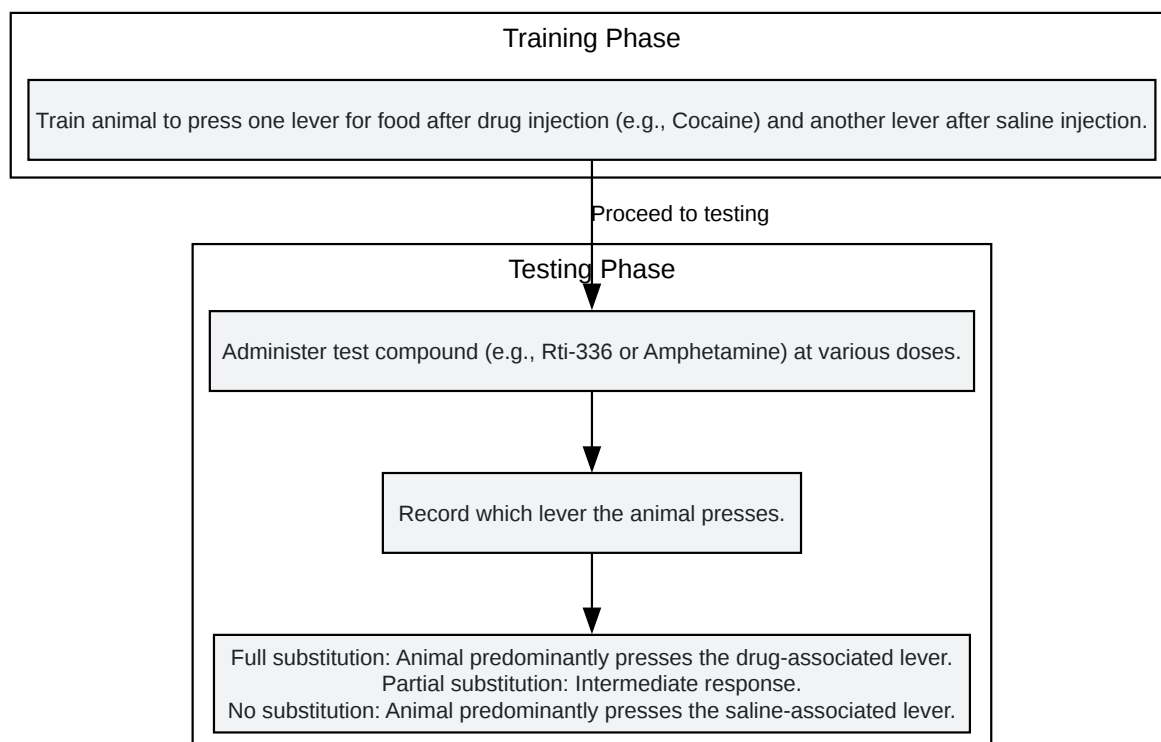 Training Phase
Train animal to press one lever for food after drug injection (e.g., Cocaine) and another lever after saline injection.
Proceed to testing
Testing Phase
Administer test compound (e.g., Rti-336 or Amphetamine) at various doses.
Record which lever the animal presses.
Full substitution: Animal predominantly presses the drug-associated lever.
Partial substitution: Intermediate response.
No substitution: Animal predominantly presses the saline-associated lever.